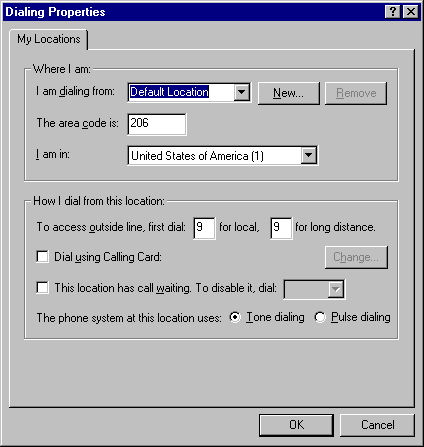 Dialing Properties
My Locations
Where I am:
I am dialing from: Default Location New... Remove
The area code is: 206
I am in: United States of America (1)
How I dial from this location:
To access outside line, first dial: 9 for local, 9 for long distance.
Dial using Calling Card: Change...
This location has call waiting. To disable it, dial:
The phone system at this location uses: Tone dialing Pulse dialing
OK Cancel